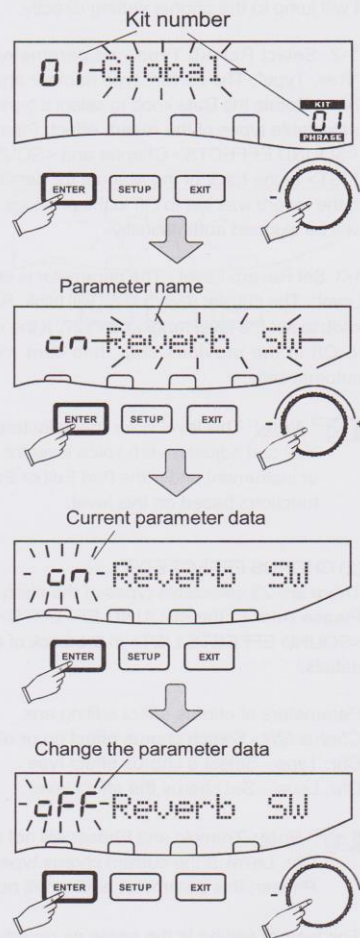 Kit number
01 Global
KIT
01
PHRASE
ENTER SETUP EXIT
Parameter name
on Reverb SW
ENTER SETUP EXIT
Current parameter data
on Reverb SW
ENTER SETUP EXIT
Change the parameter data
oFF Reverb SW
ENTER SETUP EXIT
-